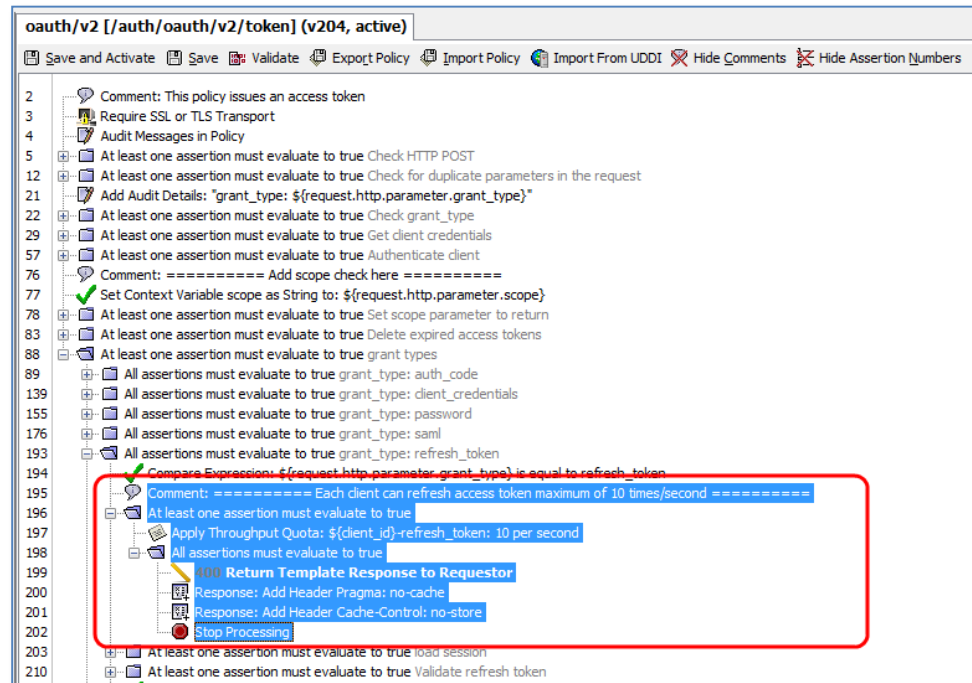 oauth/v2 [/auth/oauth/v2/token] (v204, active)
Save and Activate Save Validate Export Policy Import Policy Import From UDDI Hide Comments Hide Assertion Numbers
2 Comment: This policy issues an access token
3 Require SSL or TLS Transport
4 Audit Messages in Policy
5 At least one assertion must evaluate to true Check HTTP POST
12 At least one assertion must evaluate to true Check for duplicate parameters in the request
21 Add Audit Details: "grant_type: ${request.http.parameter.grant_type}"
22 At least one assertion must evaluate to true Check grant_type
29 At least one assertion must evaluate to true Get client credentials
57 At least one assertion must evaluate to true Authenticate client
76 Comment: ========== Add scope check here ==========
77 Set Context Variable scope as String to: ${request.http.parameter.scope}
78 At least one assertion must evaluate to true Set scope parameter to return
83 At least one assertion must evaluate to true Delete expired access tokens
88 At least one assertion must evaluate to true grant types
89 All assertions must evaluate to true grant_type: auth_code
139 All assertions must evaluate to true grant_type: client_credentials
155 All assertions must evaluate to true grant_type: password
176 All assertions must evaluate to true grant_type: saml
193 All assertions must evaluate to true grant_type: refresh_token
194 Compare Expression: ${request.http.parameter.grant_type} is equal to refresh_token
195 Comment: ========== Each client can refresh access token maximum of 10 times/second ==========
196 At least one assertion must evaluate to true
197 Apply Throughput Quota: ${client_id}-refresh_token: 10 per second
198 All assertions must evaluate to true
199 400 Return Template Response to Requestor
200 Response: Add Header Pragma: no-cache
201 Response: Add Header Cache-Control: no-store
202 Stop Processing
203 At least one assertion must evaluate to true load session
210 At least one assertion must evaluate to true Validate refresh token